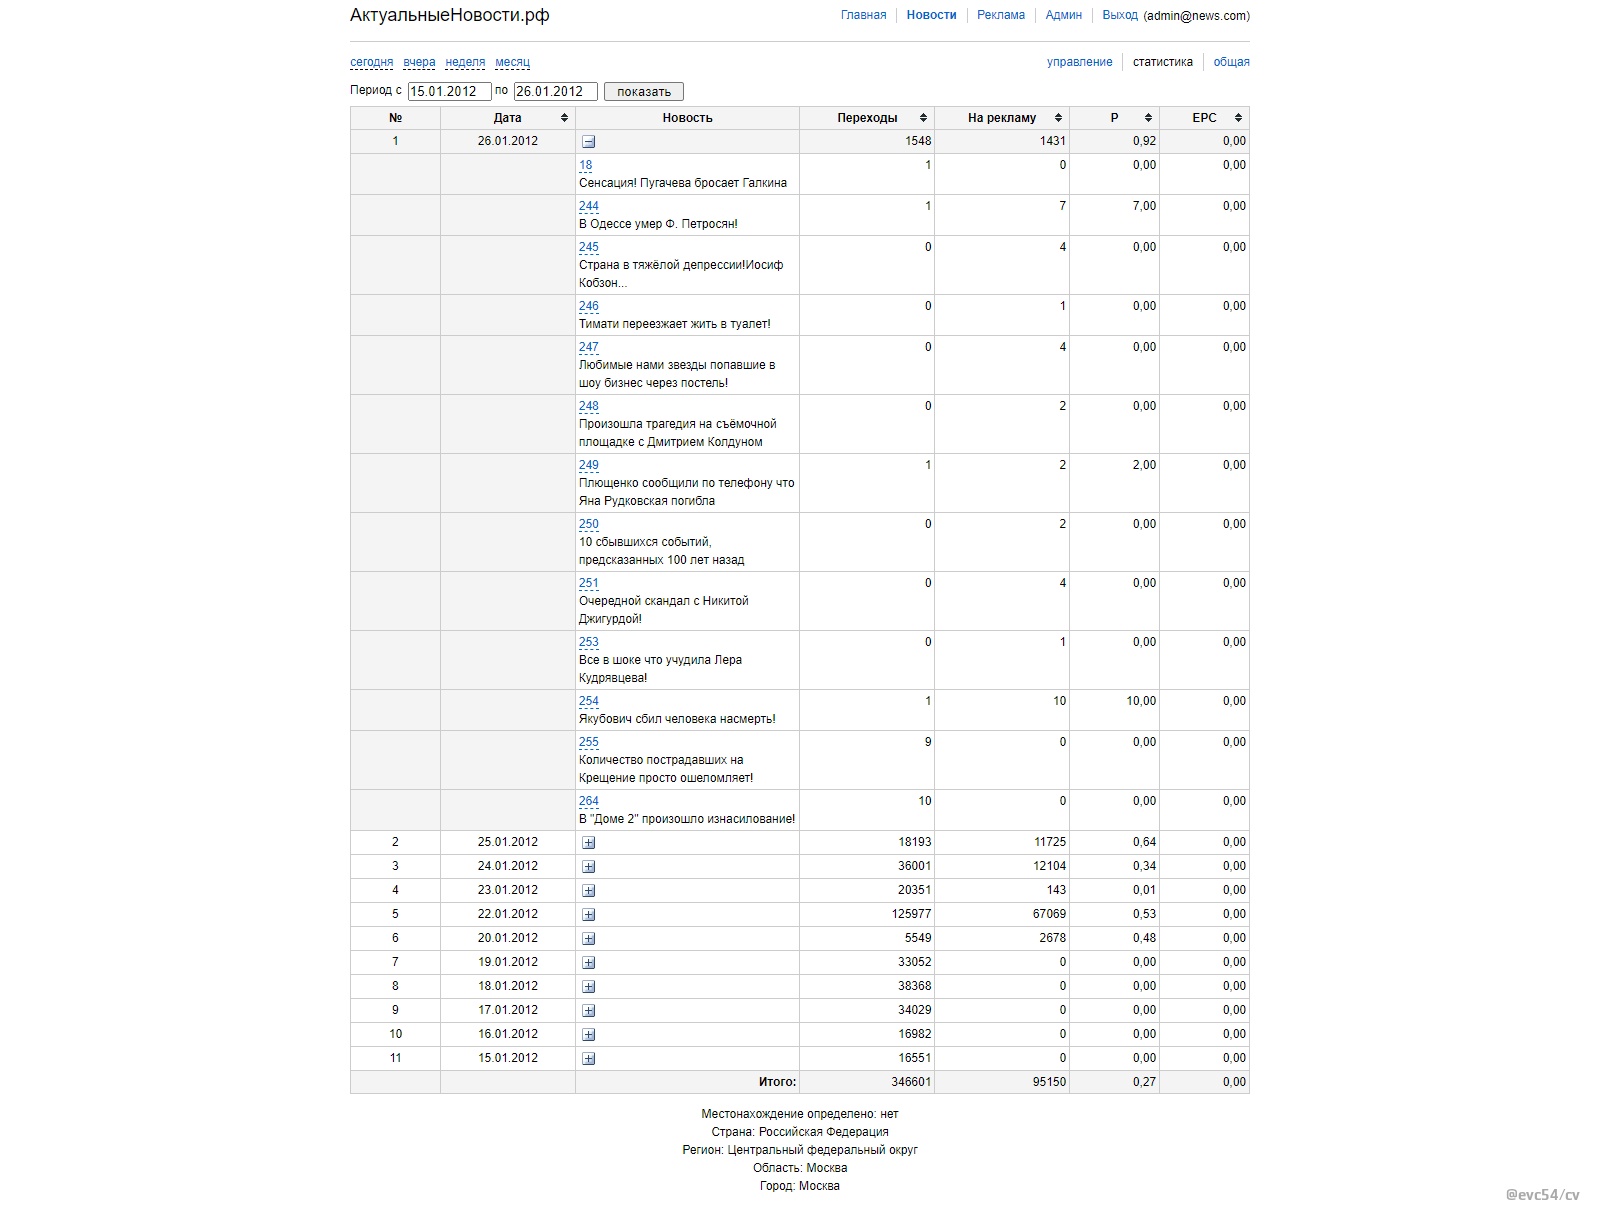 АктуальныеНовости.рф
Главная Новости Реклама Админ Выход (admin@news.com)
сегодня вчера неделя месяц управление статистика общая
Период с 15.01.2012 по 26.01.2012 показать
№ Дата Новость Переходы На рекламу P EPC
1 26.01.2012 1548 1431 0,92 0,00
18 1 0 0,00 0,00
Сенсация! Пугачева бросает Галкина
244 1 7 7,00 0,00
В Одессе умер Ф. Петросян!
245 0 4 0,00 0,00
Страна в тяжёлой депрессии!Иосиф
Кобзон...
246 0 1 0,00 0,00
Тимати переезжает жить в туалет!
247 0 4 0,00 0,00
Любимые нами звезды попавшие в
шоу бизнес через постель!
248 0 2 0,00 0,00
Произошла трагедия на съёмочной
площадке с Дмитрием Колдуном
249 1 2 2,00 0,00
Плющенко сообщили по телефону что
Яна Рудковская погибла
250 0 2 0,00 0,00
10 сбывшихся событий,
предсказанных 100 лет назад
251 0 4 0,00 0,00
Очередной скандал с Никитой
Джигурдой!
253 0 1 0,00 0,00
Все в шоке что учудила Лера
Кудрявцева!
254 1 10 10,00 0,00
Якубович сбил человека насмерть!
255 9 0 0,00 0,00
Количество пострадавших на
Крещение просто ошеломляет!
264 10 0 0,00 0,00
В "Доме 2" произошло изнасилование!
2 25.01.2012 18193 11725 0,64 0,00
3 24.01.2012 36001 12104 0,34 0,00
4 23.01.2012 20351 143 0,01 0,00
5 22.01.2012 125977 67069 0,53 0,00
6 20.01.2012 5549 2678 0,48 0,00
7 19.01.2012 33052 0 0,00 0,00
8 18.01.2012 38368 0 0,00 0,00
9 17.01.2012 34029 0 0,00 0,00
10 16.01.2012 16982 0 0,00 0,00
11 15.01.2012 16551 0 0,00 0,00
Итого: 346601 95150 0,27 0,00
Местонахождение определено: нет
Страна: Российская Федерация
Регион: Центральный федеральный округ
Область: Москва
Город: Москва
@evc54/cv